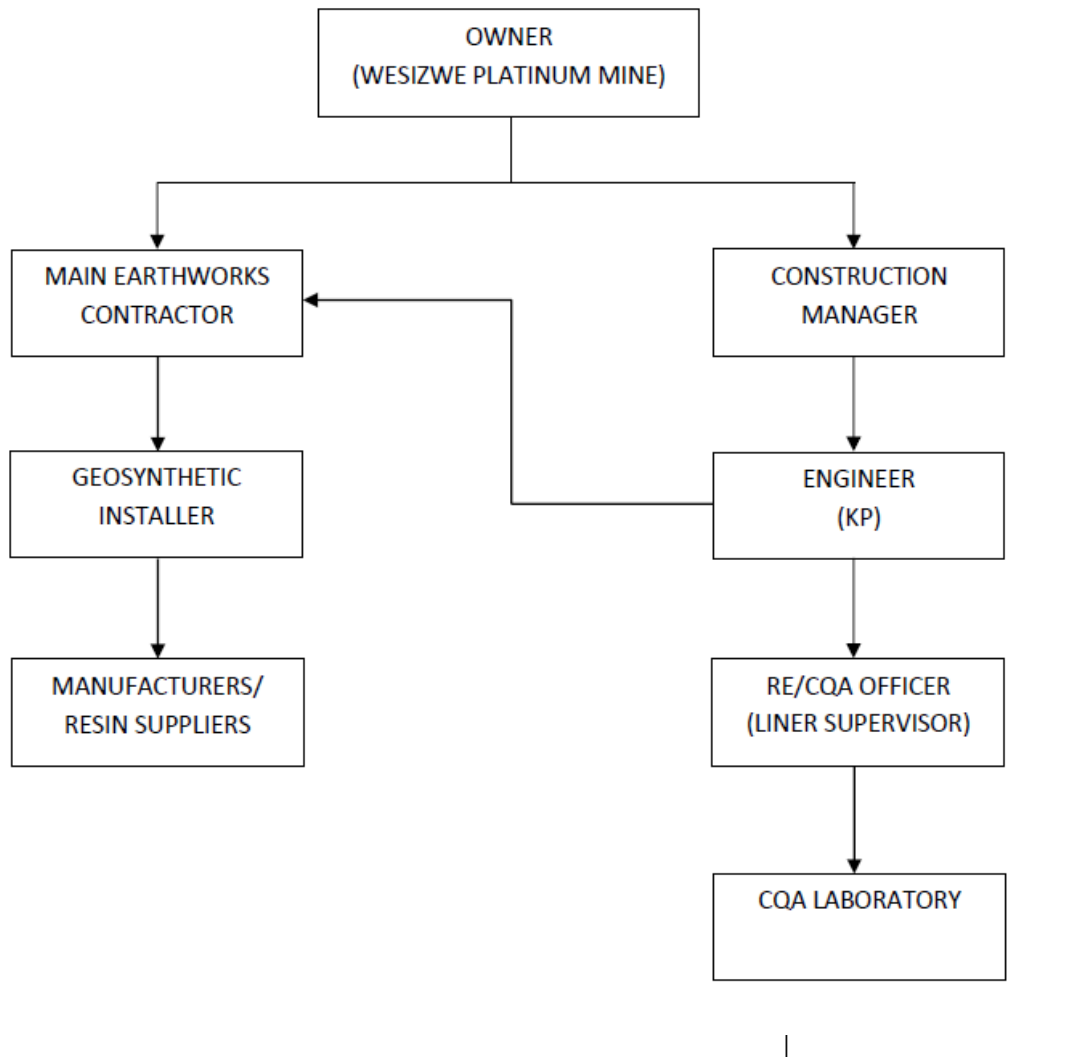 OWNER
(WESIZWE PLATINUM MINE)
MAIN EARTHWORKS
CONTRACTOR
CONSTRUCTION
MANAGER
GEOSYNTHETIC
INSTALLER
ENGINEER
(KP)
MANUFACTURERS/
RESIN SUPPLIERS
RE/CQA OFFICER
(LINER SUPERVISOR)
CQA LABORATORY